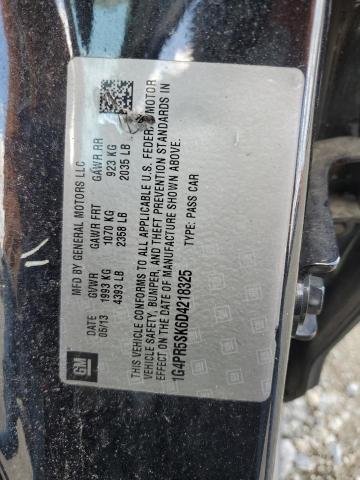 GM
MFD BY GENERAL MOTORS LLC
DATE GVWR GAWR FRT GAWR RR
05/13 1993 KG 1070 KG 923 KG
4393 LB 2358 LB 2035 LB
THIS VEHICLE CONFORMS TO ALL APPLICABLE U.S. FEDERAL MOTOR
VEHICLE SAFETY, BUMPER, AND THEFT PREVENTION STANDARDS IN
EFFECT ON THE DATE OF MANUFACTURE SHOWN ABOVE.
1G4PR5SK6D4218325 TYPE: PASS CAR